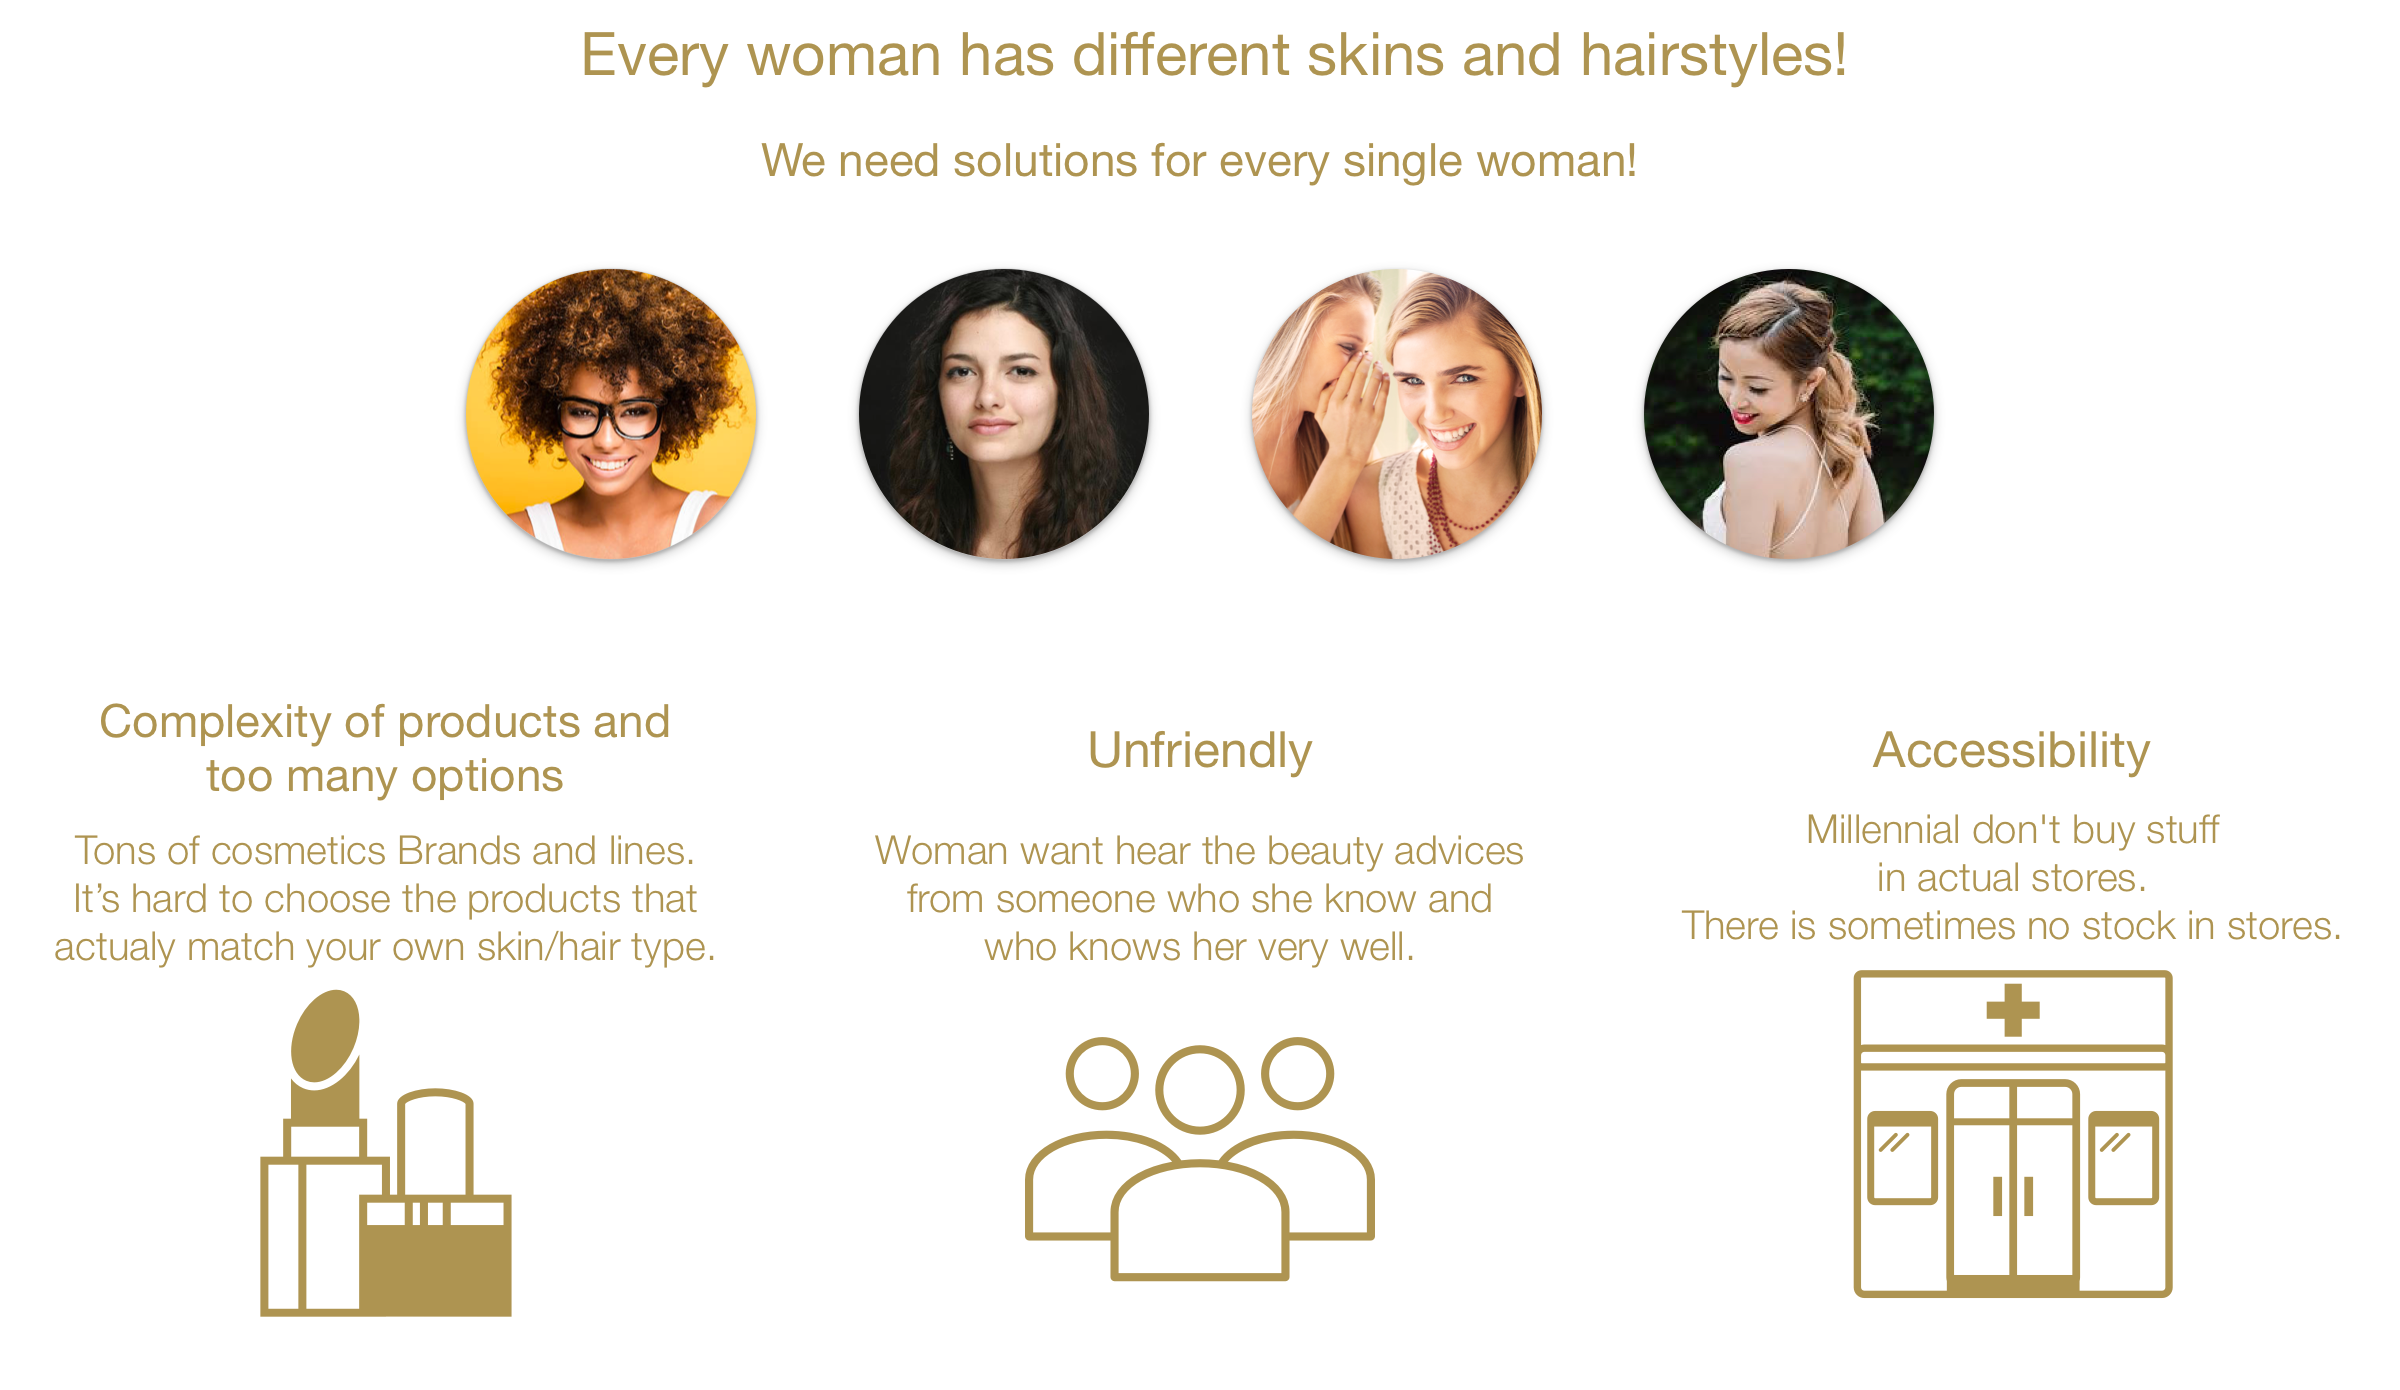 Every woman has different skins and hairstyles!
We need solutions for every single woman!
Complexity of products and
too many options
Tons of cosmetics Brands and lines.
It’s hard to choose the products that
actualy match your own skin/hair type.
Unfriendly
Woman want hear the beauty advices
from someone who she know and
who knows her very well.
Accessibility
Millennial don't buy stuff
in actual stores.
There is sometimes no stock in stores.